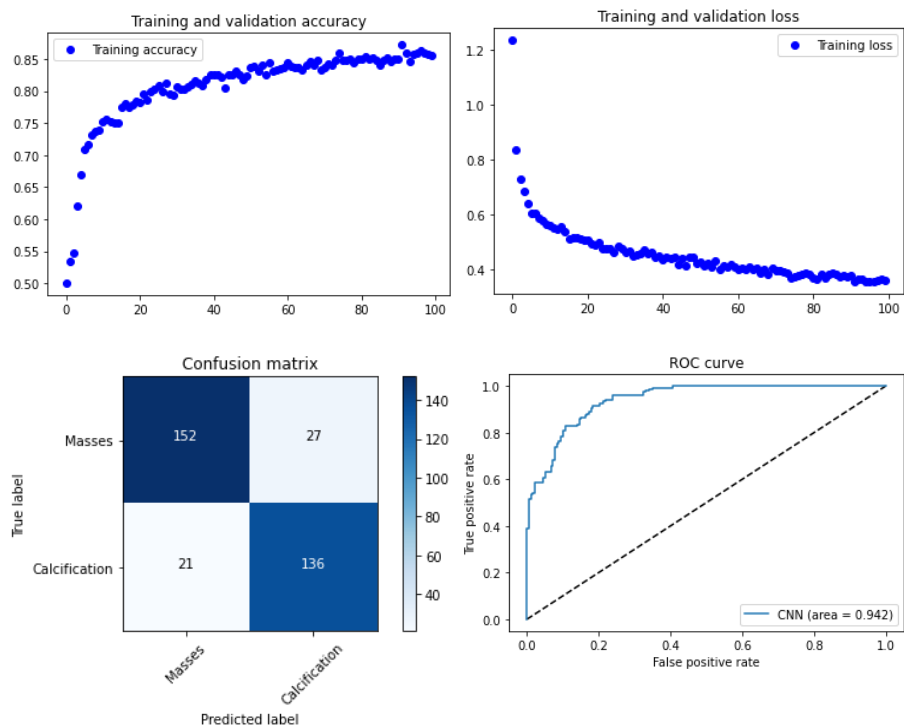 Training and validation accuracy
Training accuracy
0.85
0.80
0.75
0.70
0.65
0.60
0.55
0.50
0 20 40 60 80 100
Training and validation loss
Training loss
1.2
1.0
0.8
0.6
0.4
0 20 40 60 80 100
Confusion matrix
True label
Masses
Calcification
152 27
21 136
Masses
Calcification
Predicted label
140
120
100
80
60
40
ROC curve
True positive rate
1.0
0.8
0.6
0.4
0.2
0.0
CNN (area = 0.942)
0.0 0.2 0.4 0.6 0.8 1.0
False positive rate